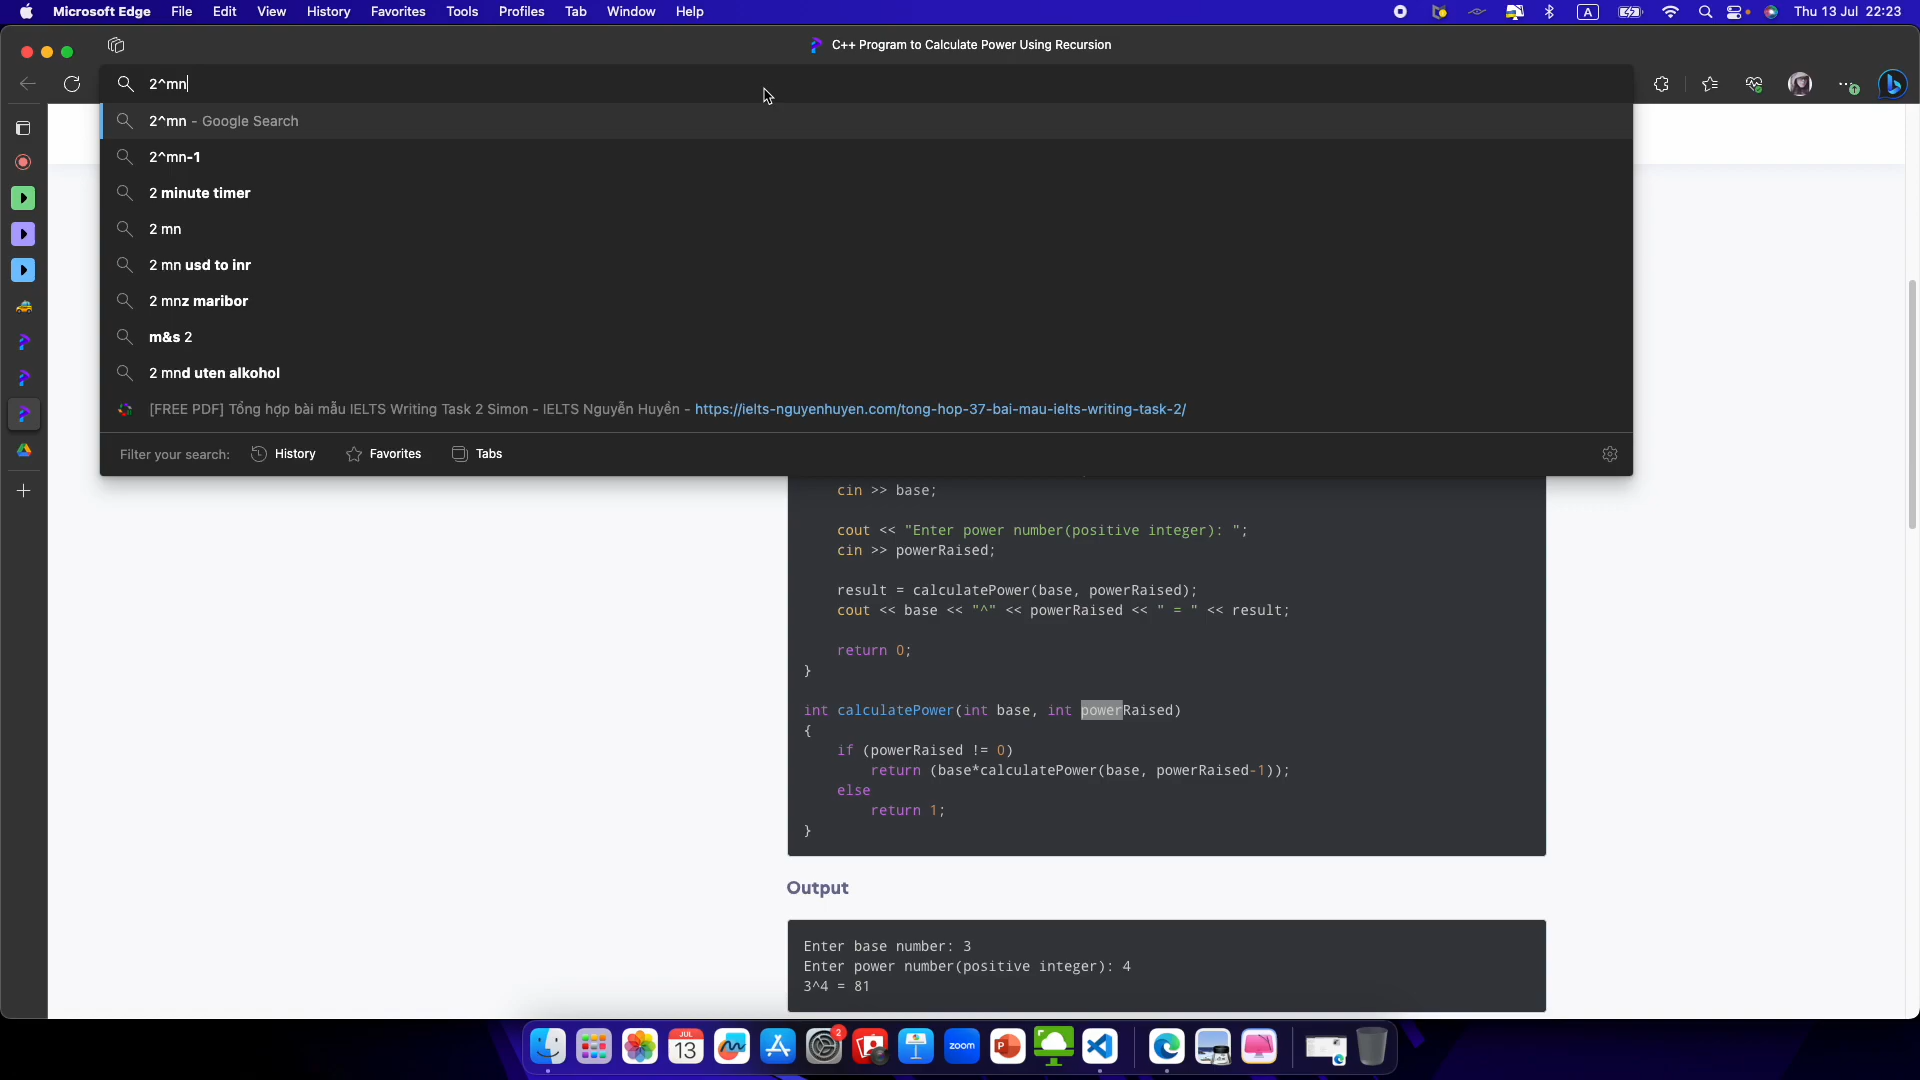 Microsoft Edge File Edit View History Favorites Tools Profiles Tab Window Help
A
Thu 13 Jul 22:23
C++ Program to Calculate Power Using Recursion
2^mn
2^mn - Google Search
2^mn-1
2 minute timer
2 mn
2 mn usd to inr
2 mnz maribor
m&s 2
2 mnd uten alkohol
[FREE PDF] Tổng hợp bài mẫu IELTS Writing Task 2 Simon - IELTS Nguyễn Huyền - https://ielts-nguyenhuyen.com/tong-hop-37-bai-mau-ielts-writing-task-2/
Filter your search: History Favorites Tabs
cin >> base;
cout << "Enter power number(positive integer): ";
cin >> powerRaised;
result = calculatePower(base, powerRaised);
cout << base << "^" << powerRaised << " = " << result;
return 0;
}
int calculatePower(int base, int powerRaised)
{
if (powerRaised != 0)
return (base*calculatePower(base, powerRaised-1));
else
return 1;
}
Output
Enter base number: 3
Enter power number(positive integer): 4
3^4 = 81
JUL
13
2
zoom
P